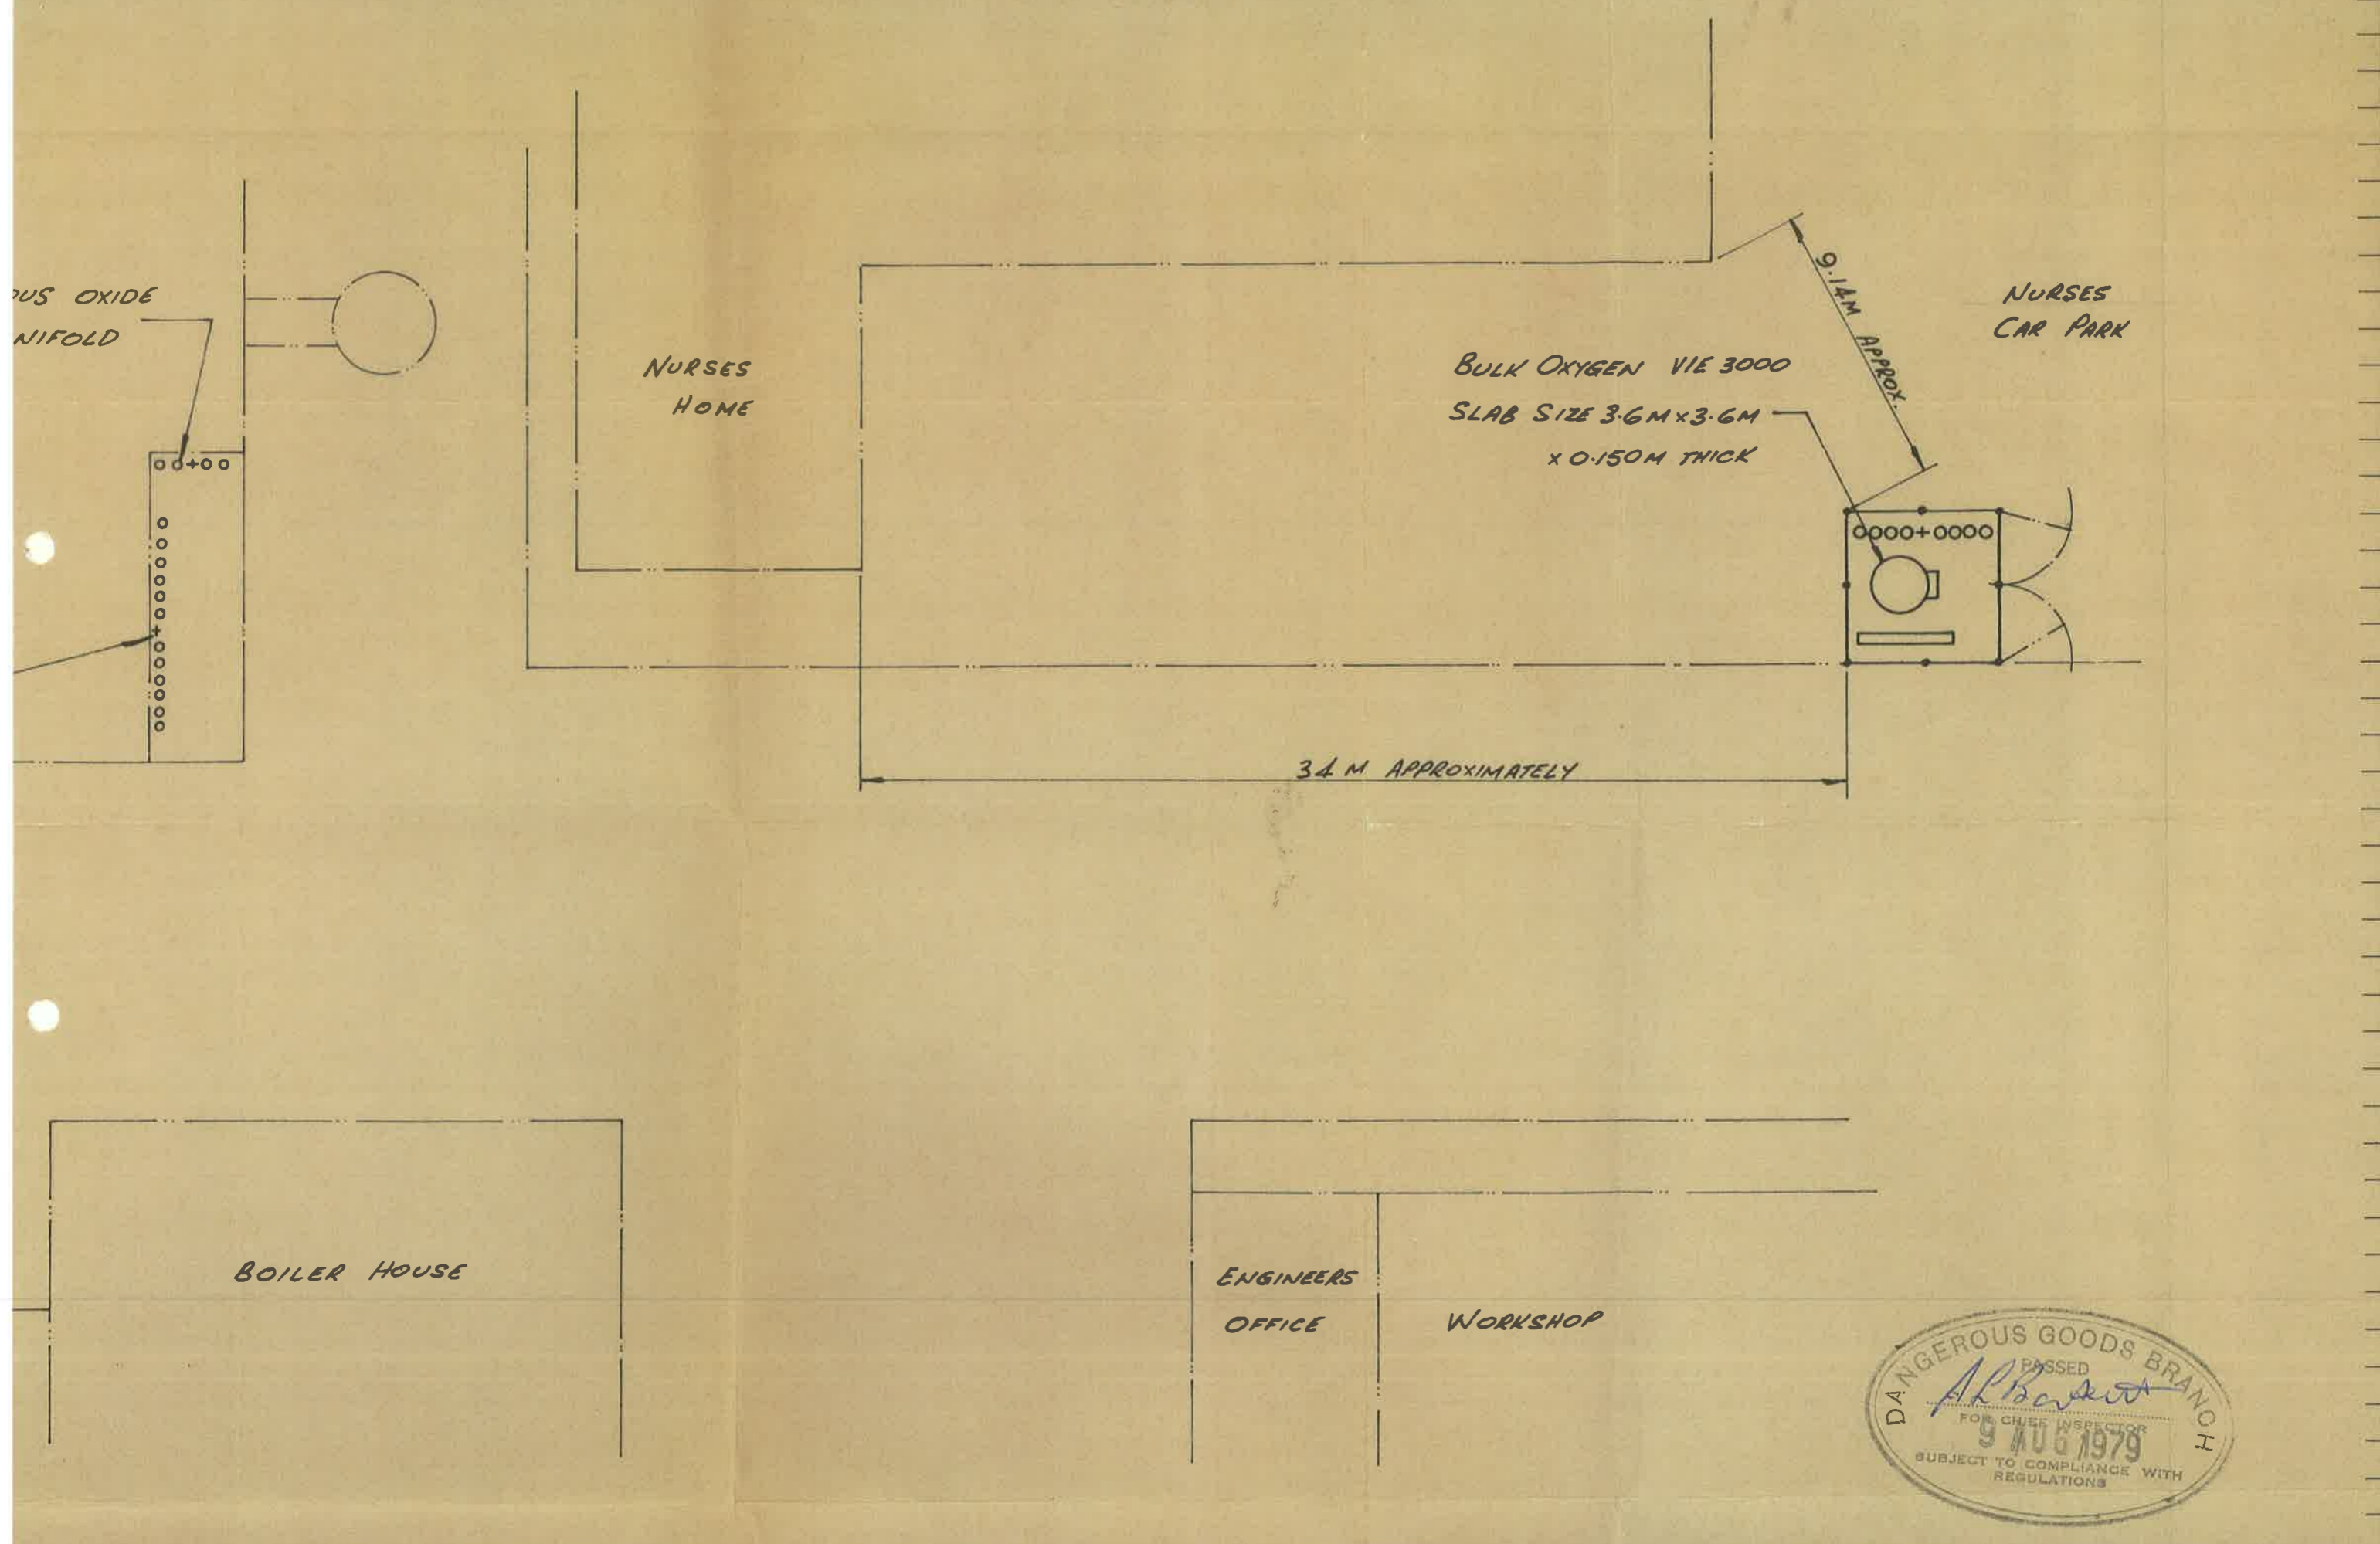 OUS OXIDE
NIFOLD
NURSES
HOME
BULK OXYGEN VIE 3000
SLAB SIZE 3.6M x 3.6M
x 0.150M THICK
9.14M APPROX.
NURSES
CAR PARK
34 M APPROXIMATELY
BOILER HOUSE
ENGINEERS
OFFICE
WORKSHOP
DANGEROUS GOODS BRANCH
PASSED
FOR CHIEF INSPECTOR
9 AUG 1979
SUBJECT TO COMPLIANCE WITH
REGULATIONS